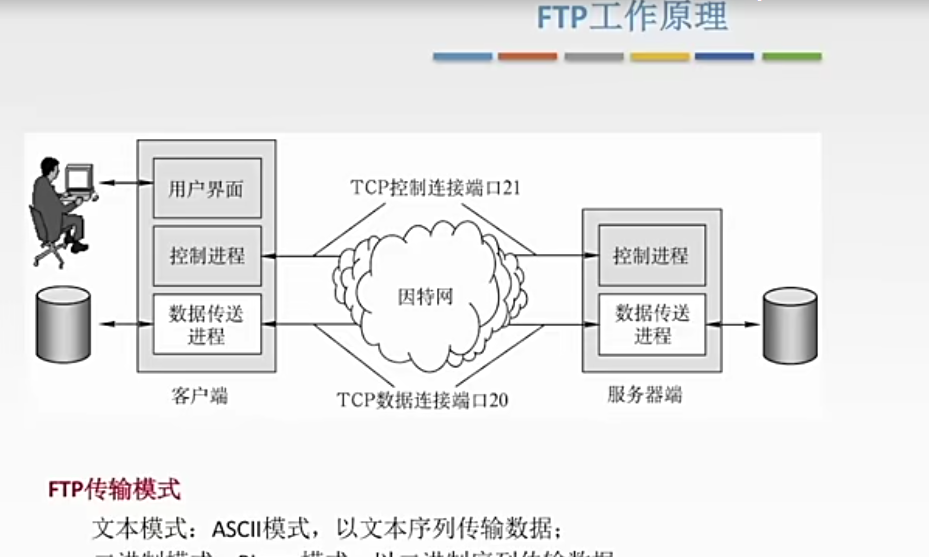 FTP工作原理
用户界面
控制进程
数据传送
进程
客户端
TCP控制连接端口21
因特网
TCP数据连接端口20
控制进程
数据传送
进程
服务器端
FTP传输模式
文本模式：ASCII模式，以文本序列传输数据；